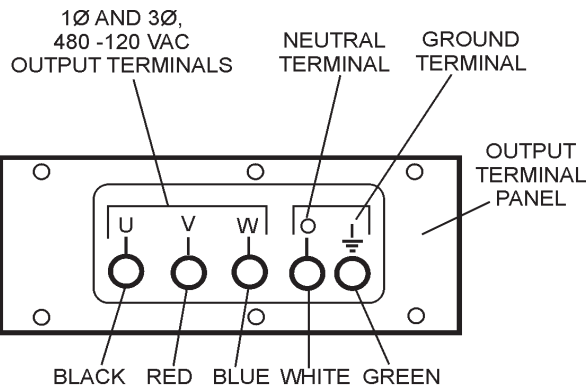 1Ø AND 3Ø,
480 -120 VAC
OUTPUT TERMINALS
NEUTRAL
TERMINAL
GROUND
TERMINAL
OUTPUT
TERMINAL
PANEL
U V W
BLACK RED BLUE WHITE GREEN